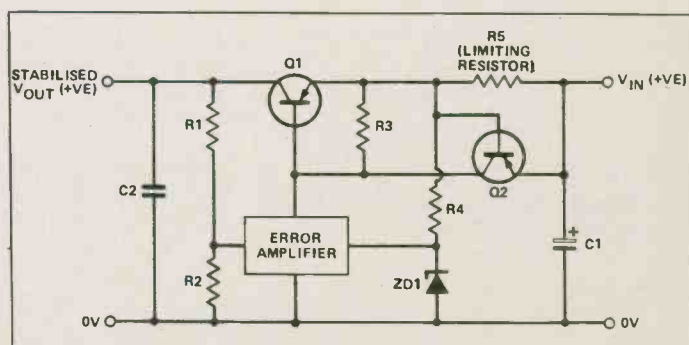 R5
(LIMITING
RESISTOR)
Q1
STABILISED
VOUT (+VE)
VIN (+VE)
R1
R3
Q2
C2
R4
C1
+
ERROR
AMPLIFIER
R2
ZD1
0V
0V